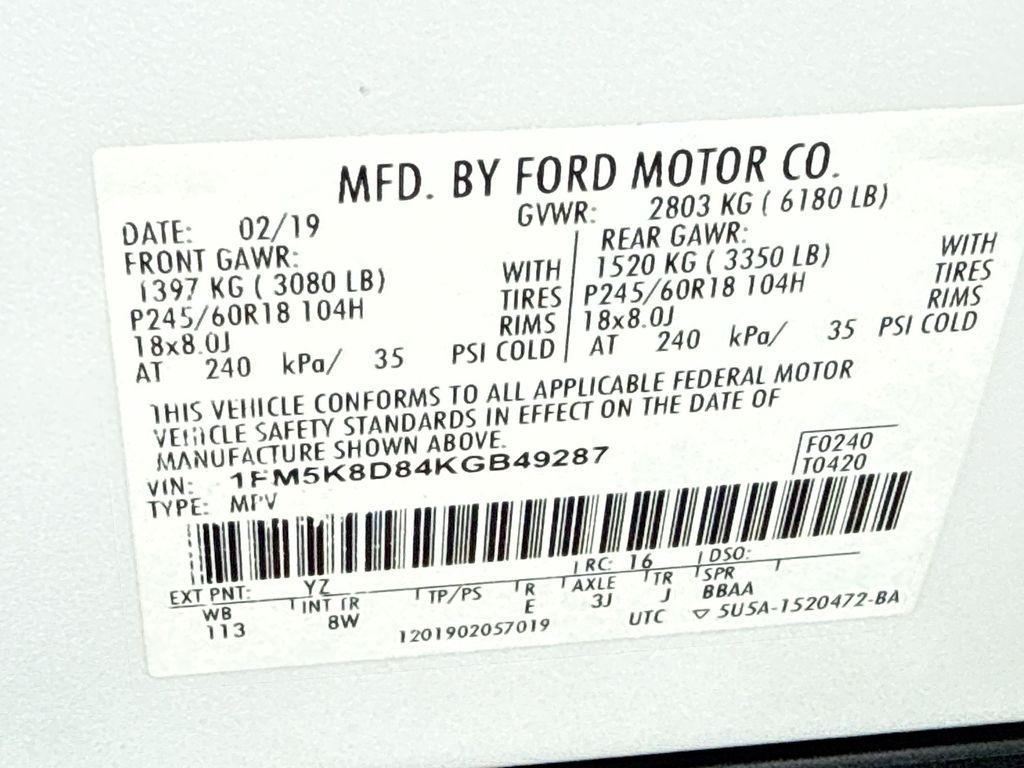 MFD. BY FORD MOTOR CO.
DATE: 02/19 GVWR: 2803 KG ( 6180 LB)
FRONT GAWR: REAR GAWR:
1397 KG ( 3080 LB) WITH 1520 KG ( 3350 LB) WITH
P245/60R18 104H TIRES P245/60R18 104H TIRES
18x8.0J RIMS 18x8.0J RIMS
AT 240 kPa/ 35 PSI COLD AT 240 kPa/ 35 PSI COLD
THIS VEHICLE CONFORMS TO ALL APPLICABLE FEDERAL MOTOR
VEHICLE SAFETY STANDARDS IN EFFECT ON THE DATE OF
MANUFACTURE SHOWN ABOVE.
VIN: 1FM5K8D84KGB49287 F0240
TYPE: MPV T0420
EXT PNT: YZ RC: 16 DSO:
WB INT TR TP/PS R AXLE TR SPR
113 8W E 3J J BBAA
1201902057019 UTC ▽ 5U5A-1520472-BA